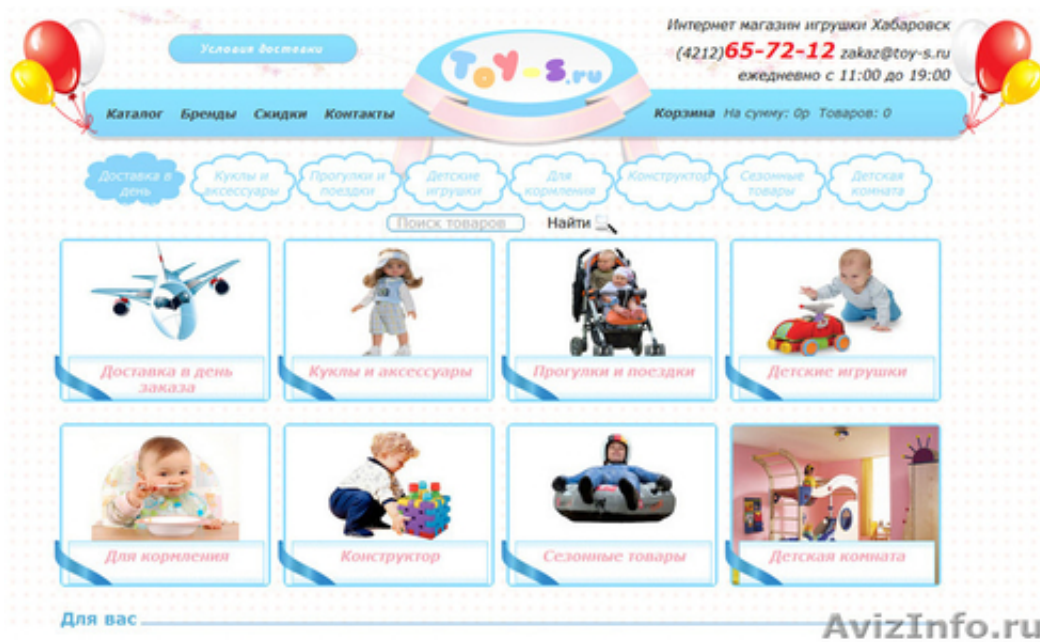 Интернет магазин игрушки Хабаровск
Условия доставки
(4212)65-72-12 zakaz@toy-s.ru
ежедневно с 11:00 до 19:00
ToY-S.ru
Каталог Бренды Скидки Контакты
Корзина На сумму: 0р Товаров: 0
Доставка в день
Куклы и аксессуары
Прогулки и поездки
Детские игрушки
Для кормления
Конструктор
Сезонные товары
Детская комната
Поиск товаров Найти
Доставка в день
заказа
Куклы и аксессуары
Прогулки и поездки
Детские игрушки
Для кормления
Конструктор
Сезонные товары
Детская комната
Для вас
AvizInfo.ru